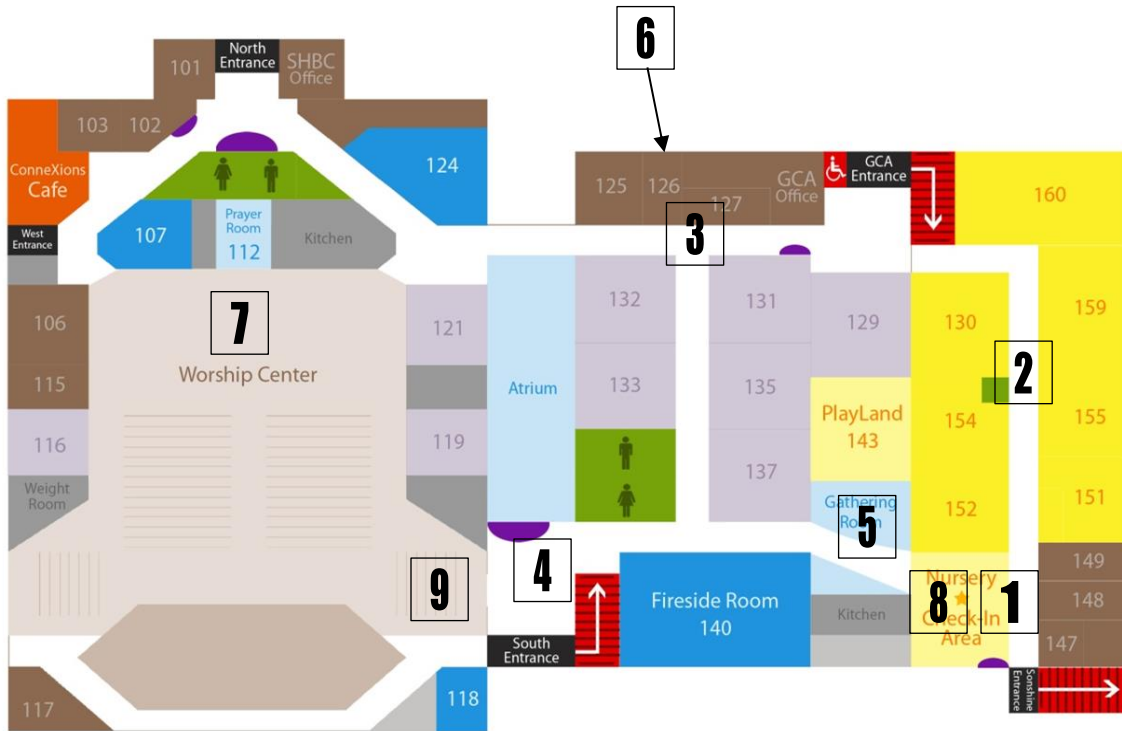 6
101
North
Entrance
SHBC
Office
103
102
ConneXions
Cafe
124
125
126
127
GCA
Office
GCA
Entrance
160
West
Entrance
107
Prayer
Room
112
Kitchen
3
106
7
121
132
131
129
130
159
115
Worship Center
Atrium
133
135
2
PlayLand
143
154
155
116
119
137
Weight
Room
Gathering
Room
5
152
151
4
9
Fireside Room
140
Kitchen
Nursery
Check-In
Area
8
1
149
148
147
South
Entrance
Sonshine
Entrance
117
118